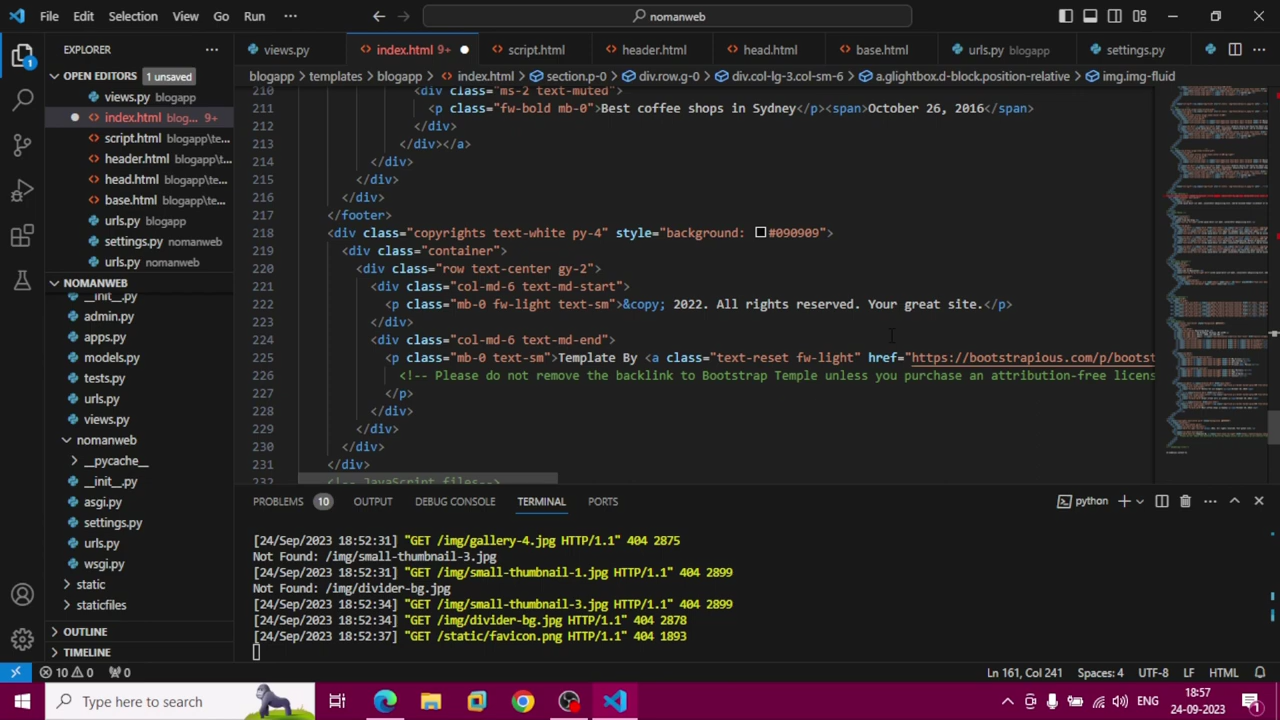 File Edit Selection View Go Run ··· nomanweb
EXPLORER ··· views.py index.html 9+ script.html header.html head.html base.html urls.py blogapp settings.py ···
OPEN EDITORS 1 unsaved
blogapp > templates > blogapp > index.html > section.p-0 > div.row.g-0 > div.col-lg-3.col-sm-6 > a.glightbox.d-block.position-relative > img.img-fluid
views.py blogapp
index.html blog... 9+
script.html blogapp\te...
header.html blogapp\te...
head.html blogapp\tem...
base.html blogapp\te...
urls.py blogapp
settings.py nomanweb
urls.py nomanweb
NOMANWEB
__init__.py
admin.py
apps.py
models.py
tests.py
urls.py
views.py
nomanweb
__pycache__
__init__.py
asgi.py
settings.py
urls.py
wsgi.py
static
staticfiles
OUTLINE
TIMELINE
210 <div class="ms-2 text-muted">
211 <p class="fw-bold mb-0">Best coffee shops in Sydney</p><span>October 26, 2016</span>
212 </div>
213 </div></a>
214 </div>
215 </div>
216 </div>
217 </footer>
218 <div class="copyrights text-white py-4" style="background: #090909">
219 <div class="container">
220 <div class="row text-center gy-2">
221 <div class="col-md-6 text-md-start">
222 <p class="mb-0 fw-light text-sm">&copy; 2022. All rights reserved. Your great site.</p>
223 </div>
224 <div class="col-md-6 text-md-end">
225 <p class="mb-0 text-sm">Template By <a class="text-reset fw-light" href="https://bootstrapious.com/p/bootst
226 <!-- Please do not remove the backlink to Bootstrap Temple unless you purchase an attribution-free licens
227 </p>
228 </div>
229 </div>
230 </div>
231 </div>
232 <!-- JavaScript files-->
PROBLEMS 10 OUTPUT DEBUG CONSOLE TERMINAL PORTS python
[24/Sep/2023 18:52:31] "GET /img/gallery-4.jpg HTTP/1.1" 404 2875
Not Found: /img/small-thumbnail-3.jpg
[24/Sep/2023 18:52:31] "GET /img/small-thumbnail-1.jpg HTTP/1.1" 404 2899
Not Found: /img/divider-bg.jpg
[24/Sep/2023 18:52:34] "GET /img/small-thumbnail-3.jpg HTTP/1.1" 404 2899
[24/Sep/2023 18:52:34] "GET /img/divider-bg.jpg HTTP/1.1" 404 2878
[24/Sep/2023 18:52:37] "GET /static/favicon.png HTTP/1.1" 404 1893
10 0 0 Ln 161, Col 241 Spaces: 4 UTF-8 LF HTML
Type here to search ENG 18:57
24-09-2023